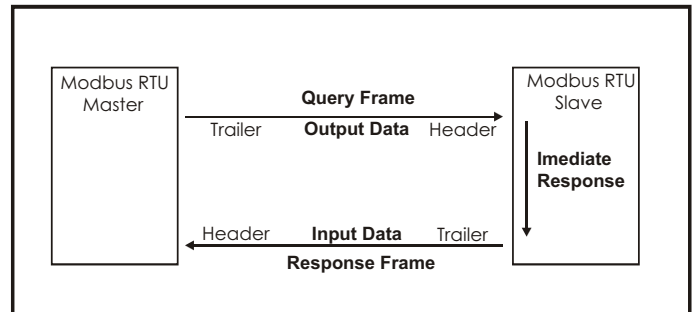 Modbus RTU
Master
Query Frame
Trailer Output Data Header
Modbus RTU
Slave
Imediate
Response
Header Input Data Trailer
Response Frame